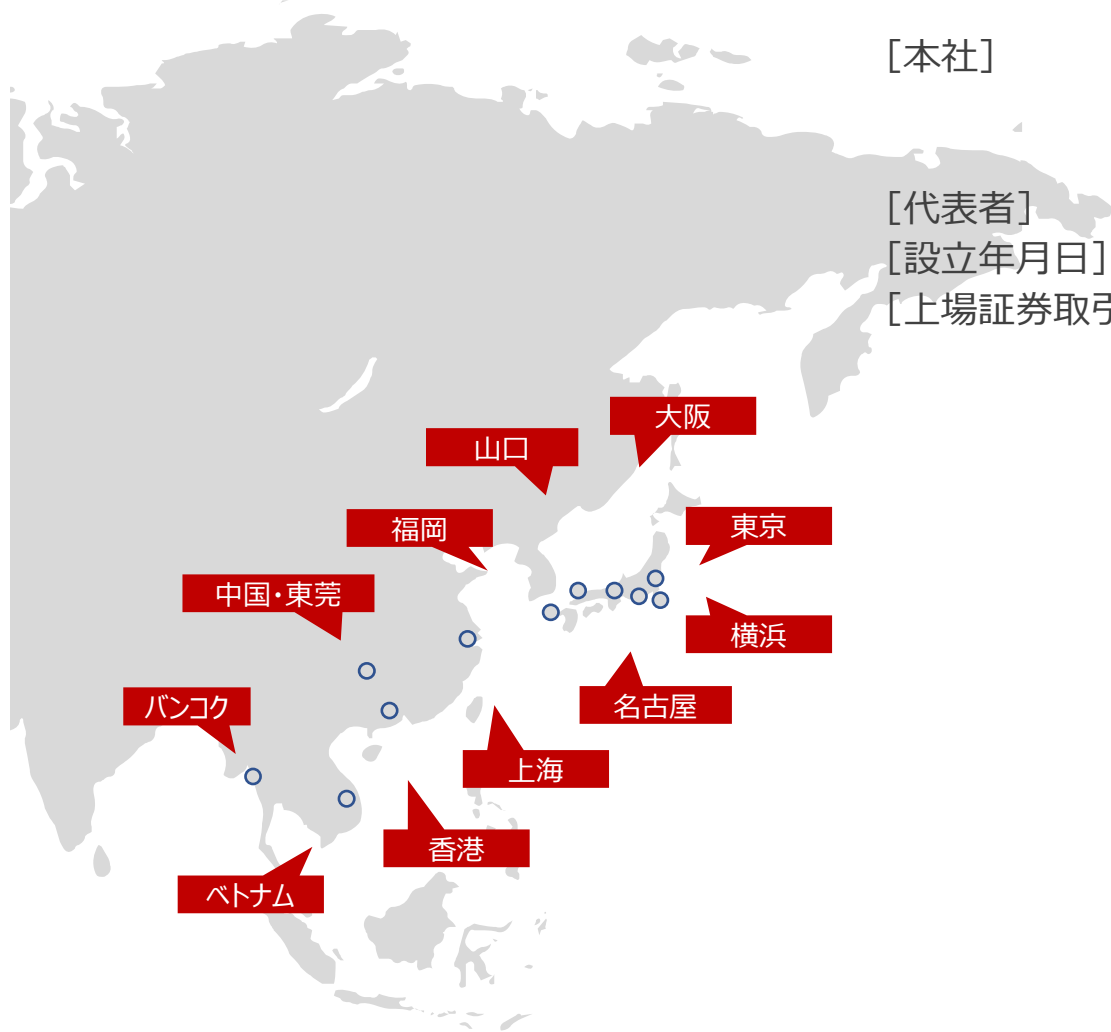 [本社]
[代表者]
[設立年月日]
[上場証券取引
大阪
山口
福岡
東京
中国・東莞
横浜
バンコク
名古屋
上海
香港
ベトナム